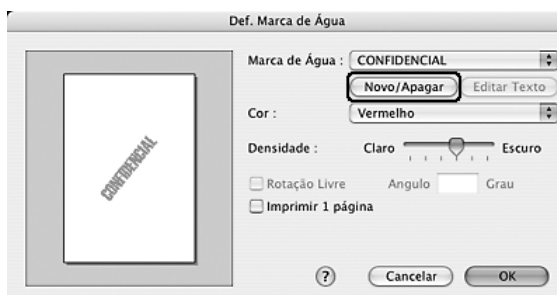 Def. Marca de Água
Marca de Água : CONFIDENCIAL
Novo/Apagar Editar Texto
Cor : Vermelho
Densidade : Claro Escuro
Rotação Livre Angulo Grau
Imprimir 1 página
CONFIDENCIAL
? Cancelar OK